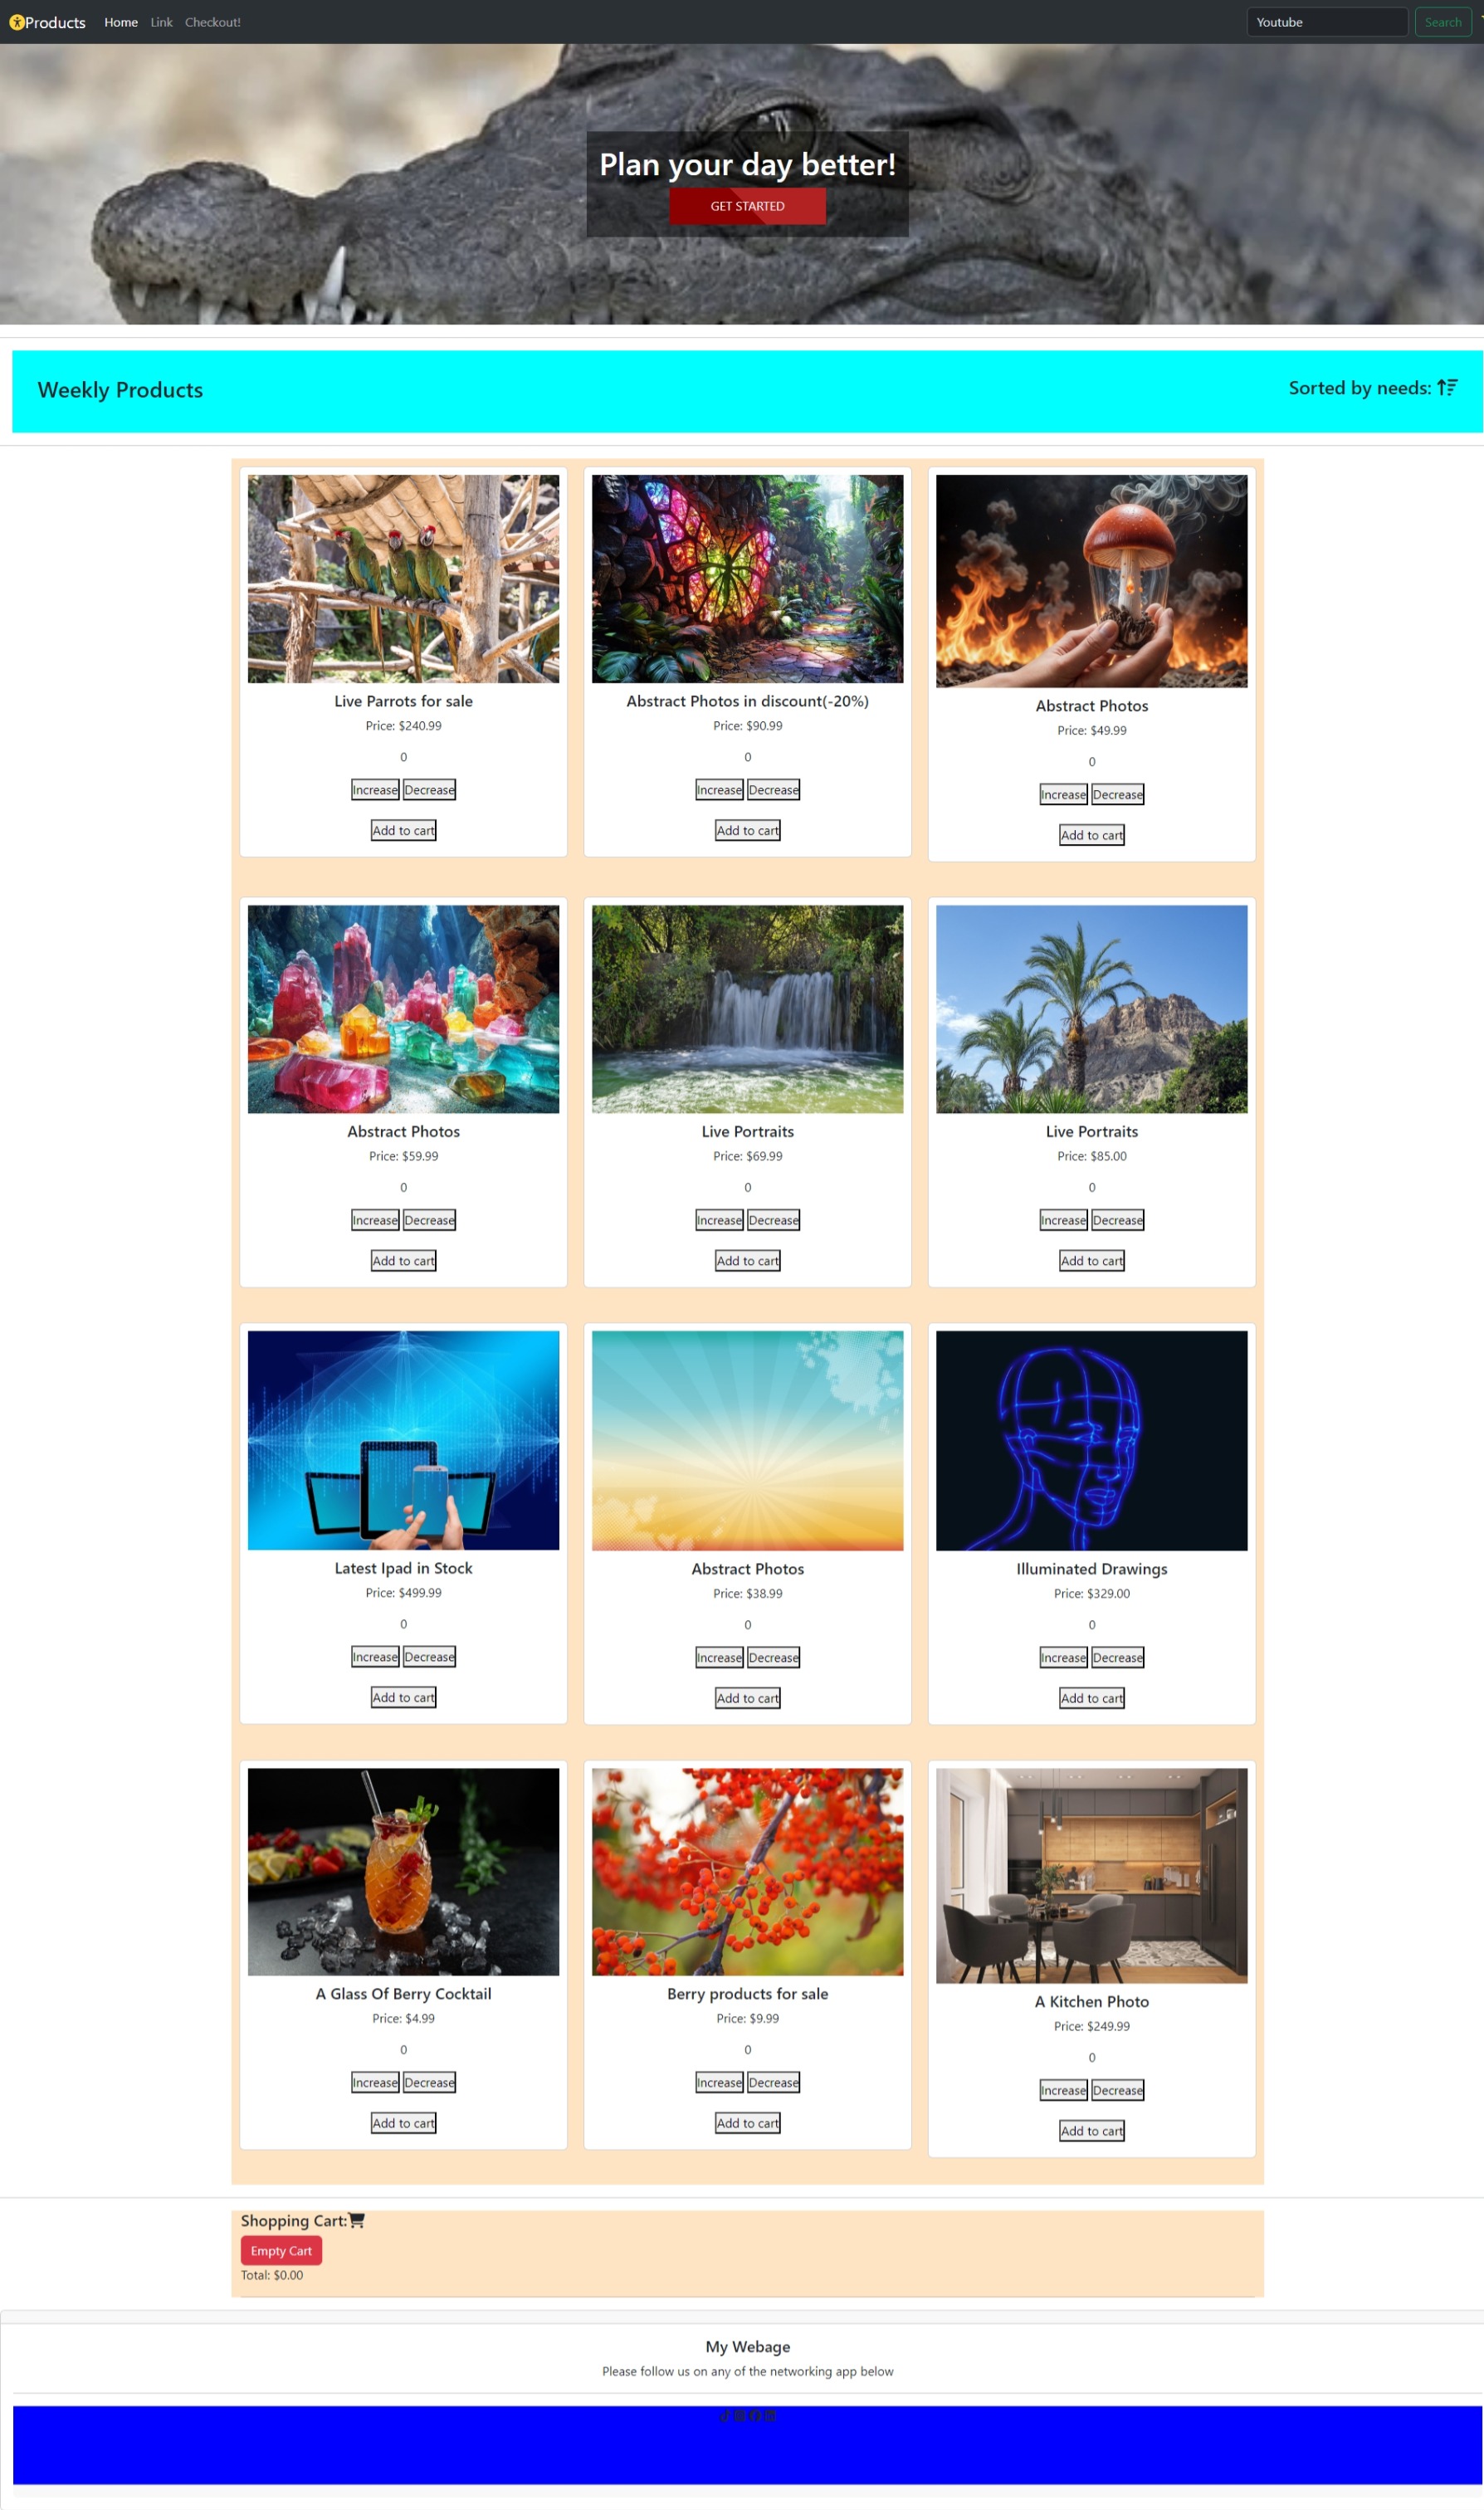 Products Home Link Checkout! Youtube Search
Plan your day better!
GET STARTED
Weekly Products Sorted by needs:
Live Parrots for sale
Price: $240.99
0
Increase Decrease
Add to cart
Abstract Photos in discount(-20%)
Price: $90.99
0
Increase Decrease
Add to cart
Abstract Photos
Price: $49.99
0
Increase Decrease
Add to cart
Abstract Photos
Price: $59.99
0
Increase Decrease
Add to cart
Live Portraits
Price: $69.99
0
Increase Decrease
Add to cart
Live Portraits
Price: $85.00
0
Increase Decrease
Add to cart
Latest Ipad in Stock
Price: $499.99
0
Increase Decrease
Add to cart
Abstract Photos
Price: $38.99
0
Increase Decrease
Add to cart
Illuminated Drawings
Price: $329.00
0
Increase Decrease
Add to cart
A Glass Of Berry Cocktail
Price: $4.99
0
Increase Decrease
Add to cart
Berry products for sale
Price: $9.99
0
Increase Decrease
Add to cart
A Kitchen Photo
Price: $249.99
0
Increase Decrease
Add to cart
Shopping Cart:
Empty Cart
Total: $0.00
My Webage
Please follow us on any of the networking app below